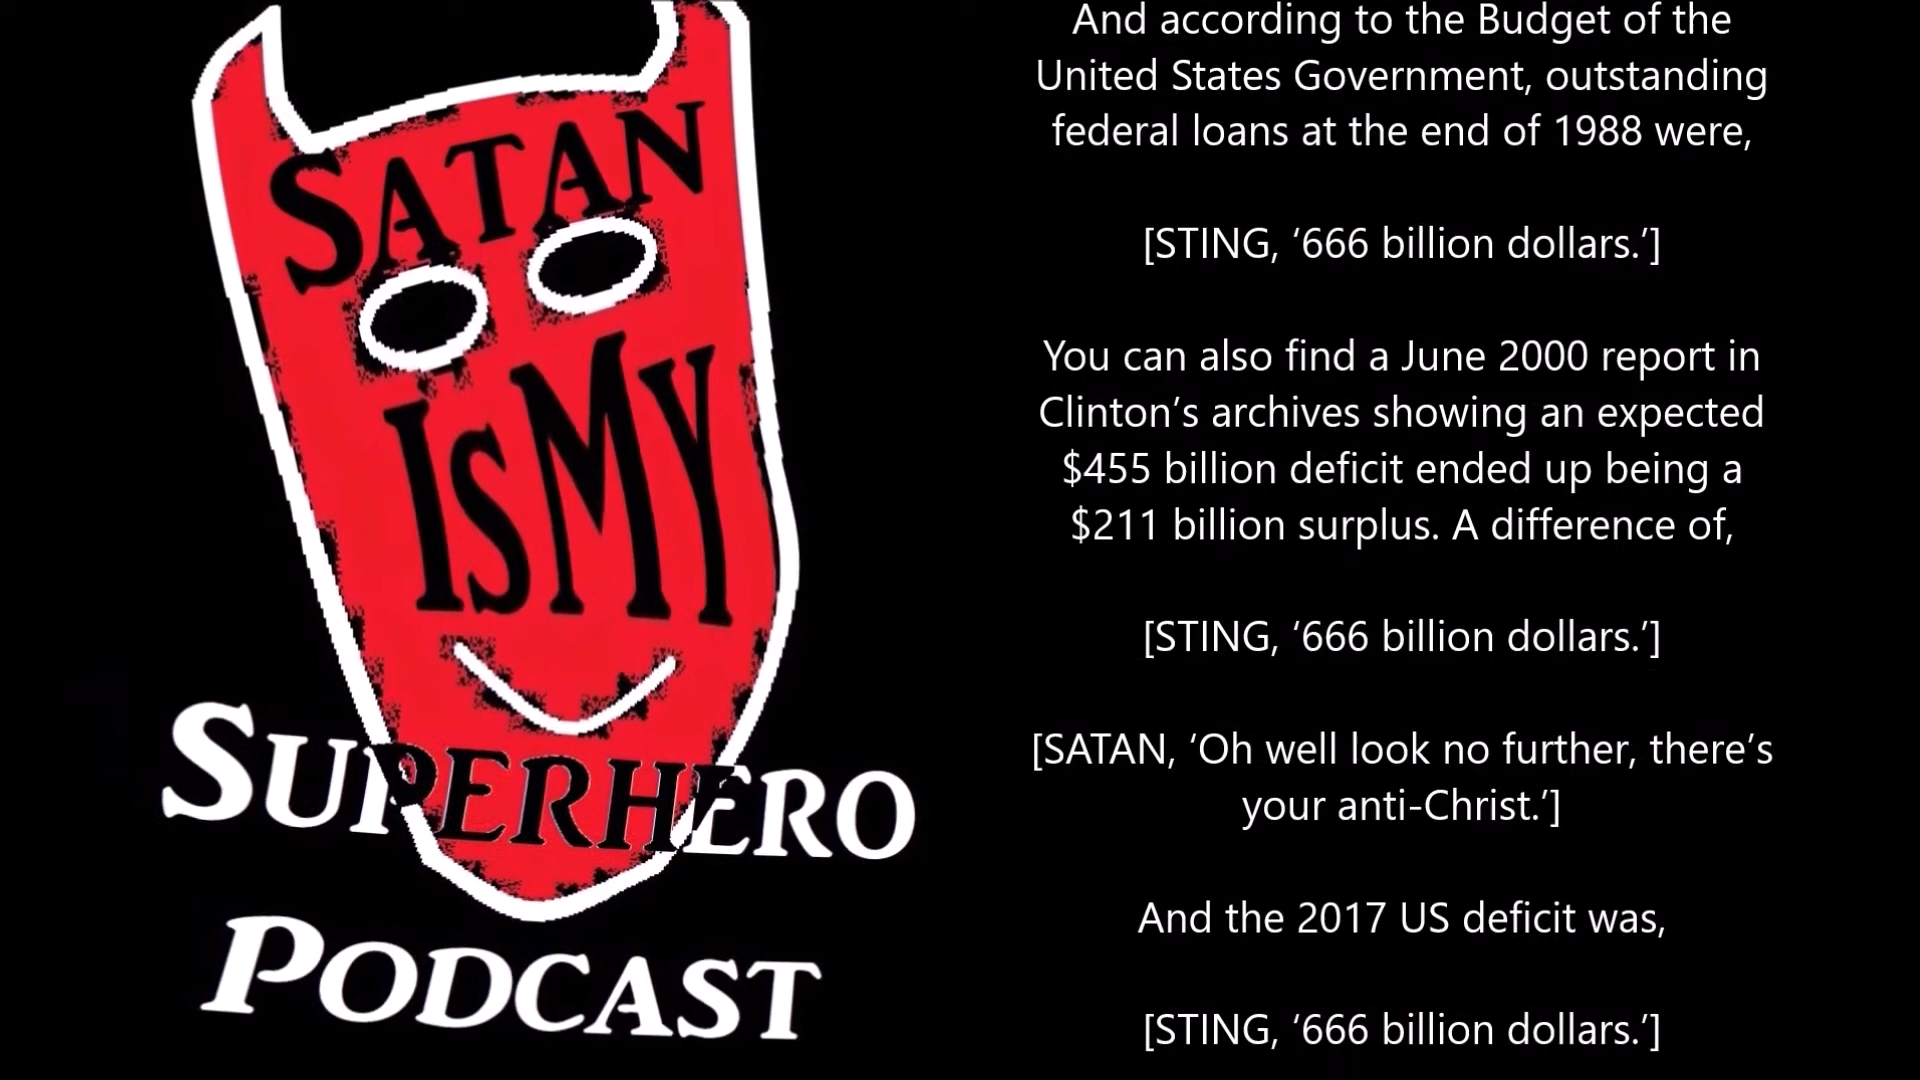 SATAN
IS MY
SUPERHERO
PODCAST
And according to the Budget of the
United States Government, outstanding
federal loans at the end of 1988 were,
[STING, ‘666 billion dollars.’]
You can also find a June 2000 report in
Clinton’s archives showing an expected
$455 billion deficit ended up being a
$211 billion surplus. A difference of,
[STING, ‘666 billion dollars.’]
[SATAN, ‘Oh well look no further, there’s
your anti-Christ.’]
And the 2017 US deficit was,
[STING, ‘666 billion dollars.’]